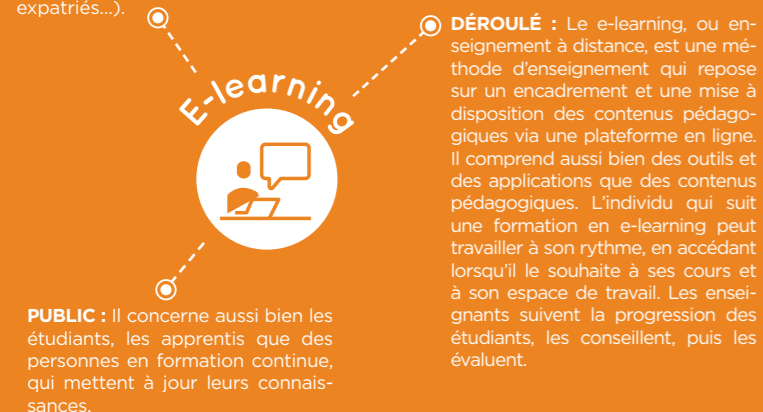 expatriés...).
E-learning
DÉROULÉ : Le e-learning, ou en-
seignement à distance, est une mé-
thode d'enseignement qui repose
sur un encadrement et une mise à
disposition des contenus pédago-
giques via une plateforme en ligne.
Il comprend aussi bien des outils et
des applications que des contenus
pédagogiques. L'individu qui suit
une formation en e-learning peut
travailler à son rythme, en accédant
lorsqu'il le souhaite à ses cours et
à son espace de travail. Les ensei-
gnants suivent la progression des
étudiants, les conseillent, puis les
évaluent.
PUBLIC : Il concerne aussi bien les
étudiants, les apprentis que des
personnes en formation continue,
qui mettent à jour leurs connais-
sances.